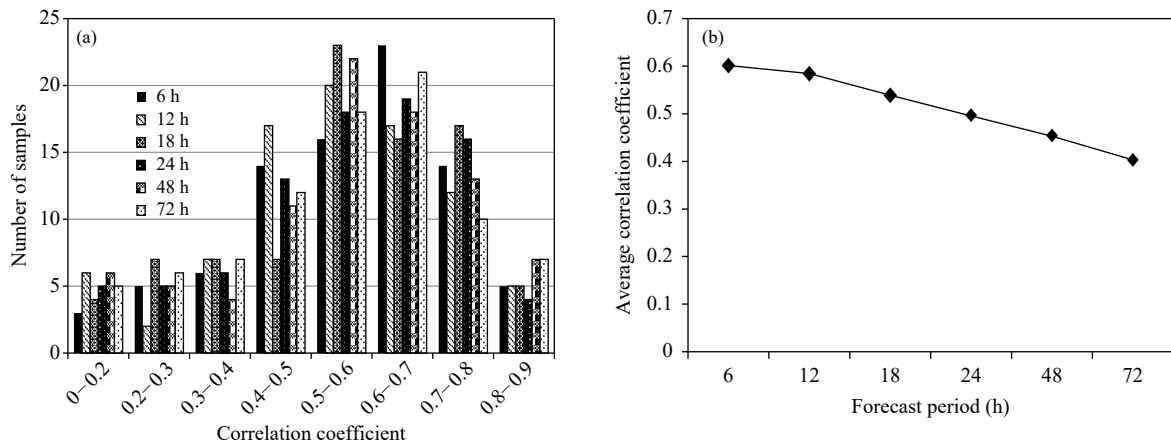 (a)
25
20
15
10
5
0
Number of samples
6 h
12 h
18 h
24 h
48 h
72 h
0−0.2
0.2−0.3
0.3−0.4
0.4−0.5
0.5−0.6
0.6−0.7
0.7−0.8
0.8−0.9
Correlation coefficient
(b)
0.7
0.6
0.5
0.4
0.3
0.2
0.1
0
Average correlation coefficient
6 12 18 24 48 72
Forecast period (h)